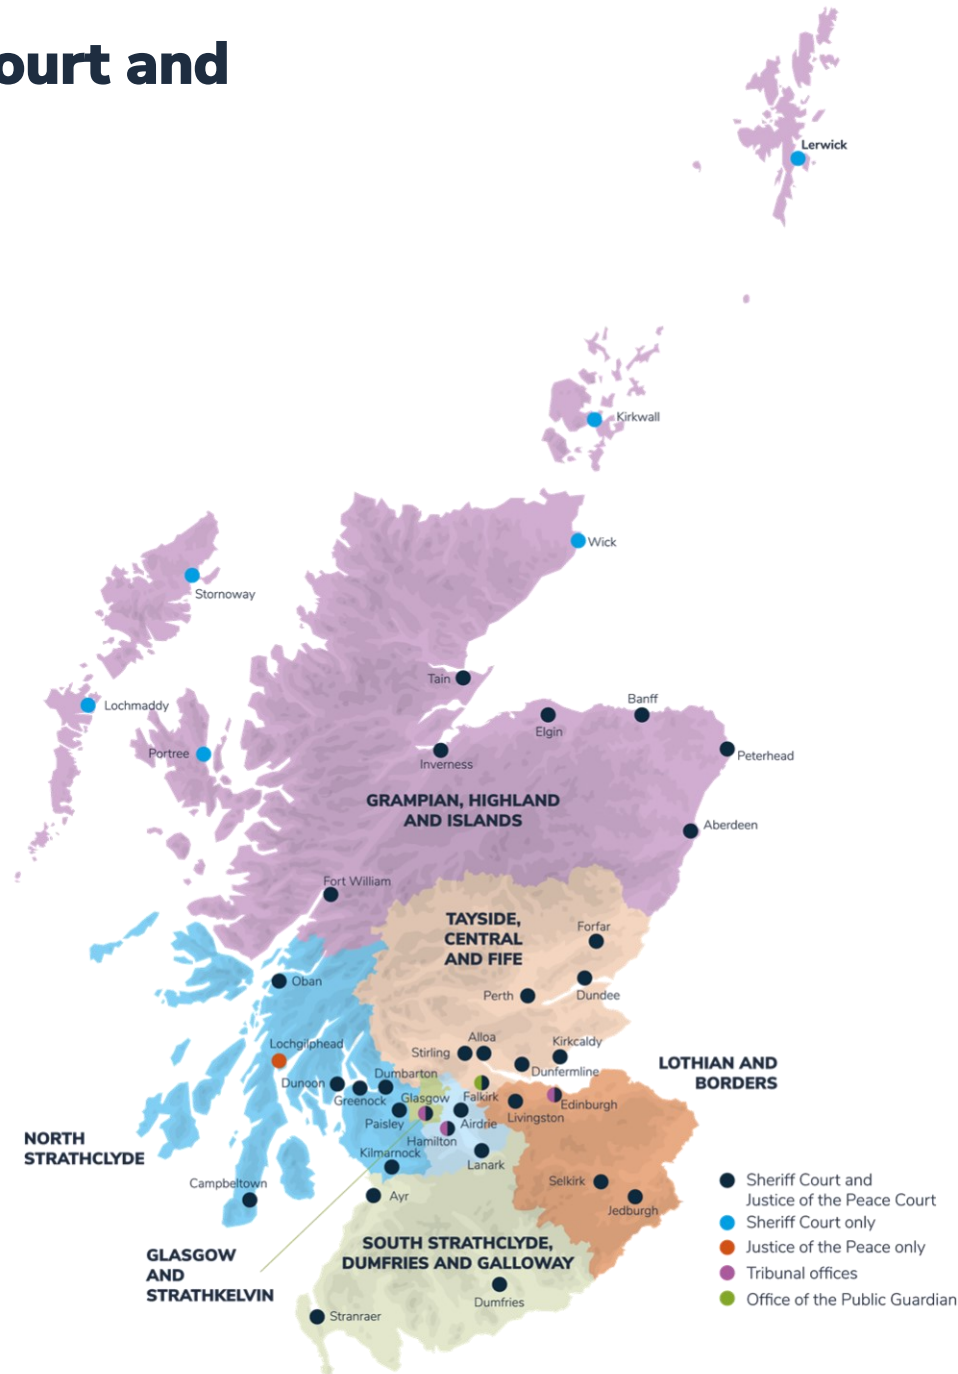 ourt and
Lerwick
Kirkwall
Wick
Stornoway
Tain
Lochmaddy
Banff
Elgin
Portree
Inverness
Peterhead
GRAMPIAN, HIGHLAND
AND ISLANDS
Aberdeen
Fort William
TAYSIDE,
CENTRAL
AND FIFE
Forfar
Oban
Perth
Dundee
Alloa
Stirling
Kirkcaldy
Lochgilphead
Dunfermline
LOTHIAN AND
BORDERS
Dumbarton
Dunoon
Greenock
Glasgow
Falkirk
Edinburgh
Livingston
Paisley
Airdrie
Hamilton
NORTH
STRATHCLYDE
Kilmarnock
Lanark
Campbeltown
Ayr
Selkirk
Jedburgh
Sheriff Court and
Justice of the Peace Court
Sheriff Court only
Justice of the Peace only
Tribunal offices
Office of the Public Guardian
GLASGOW
AND
STRATHKELVIN
SOUTH STRATHCLYDE,
DUMFRIES AND GALLOWAY
Dumfries
Stranraer